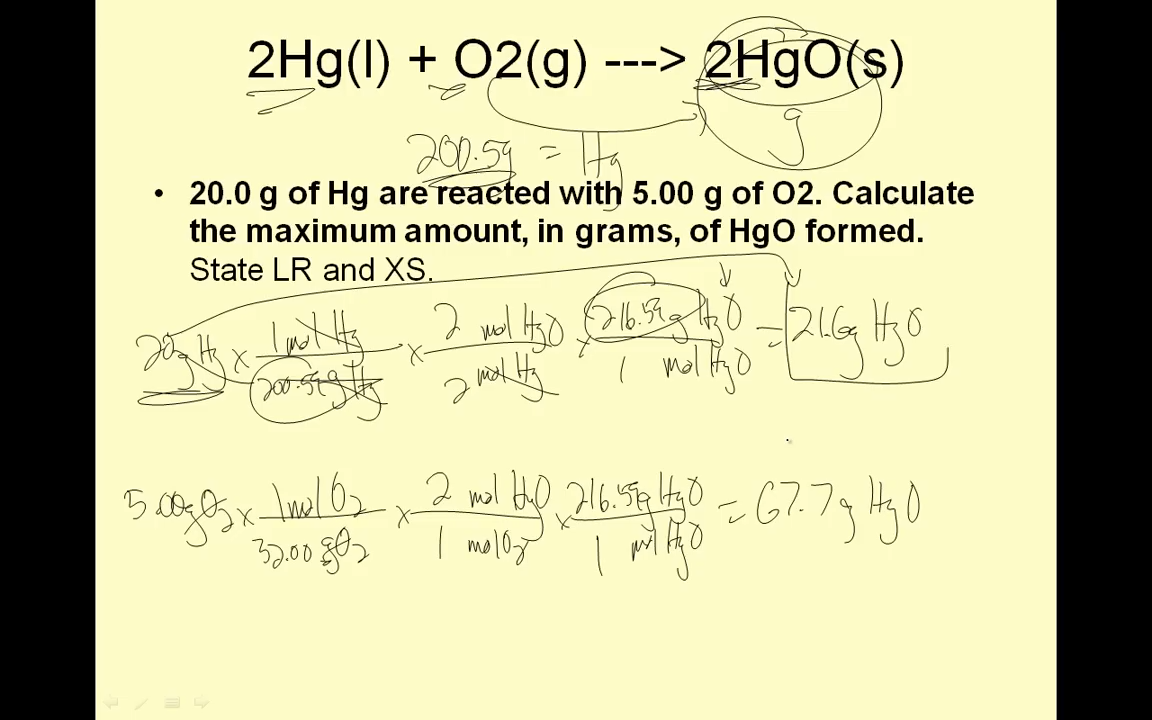 2Hg(l) + O2(g) ---> 2HgO(s)
g
200.59 = Hg
• 20.0 g of Hg are reacted with 5.00 g of O2. Calculate
the maximum amount, in grams, of HgO formed.
State LR and XS.
20g Hg × 1 mol Hg / 200.59 g Hg × 2 mol HgO / 2 mol Hg × 216.59g HgO / 1 mol HgO = 21.6g HgO
5.00g O2 × 1 mol O2 / 32.00 g O2 × 2 mol HgO / 1 mol O2 × 216.59g HgO / 1 mol HgO = 67.7g HgO